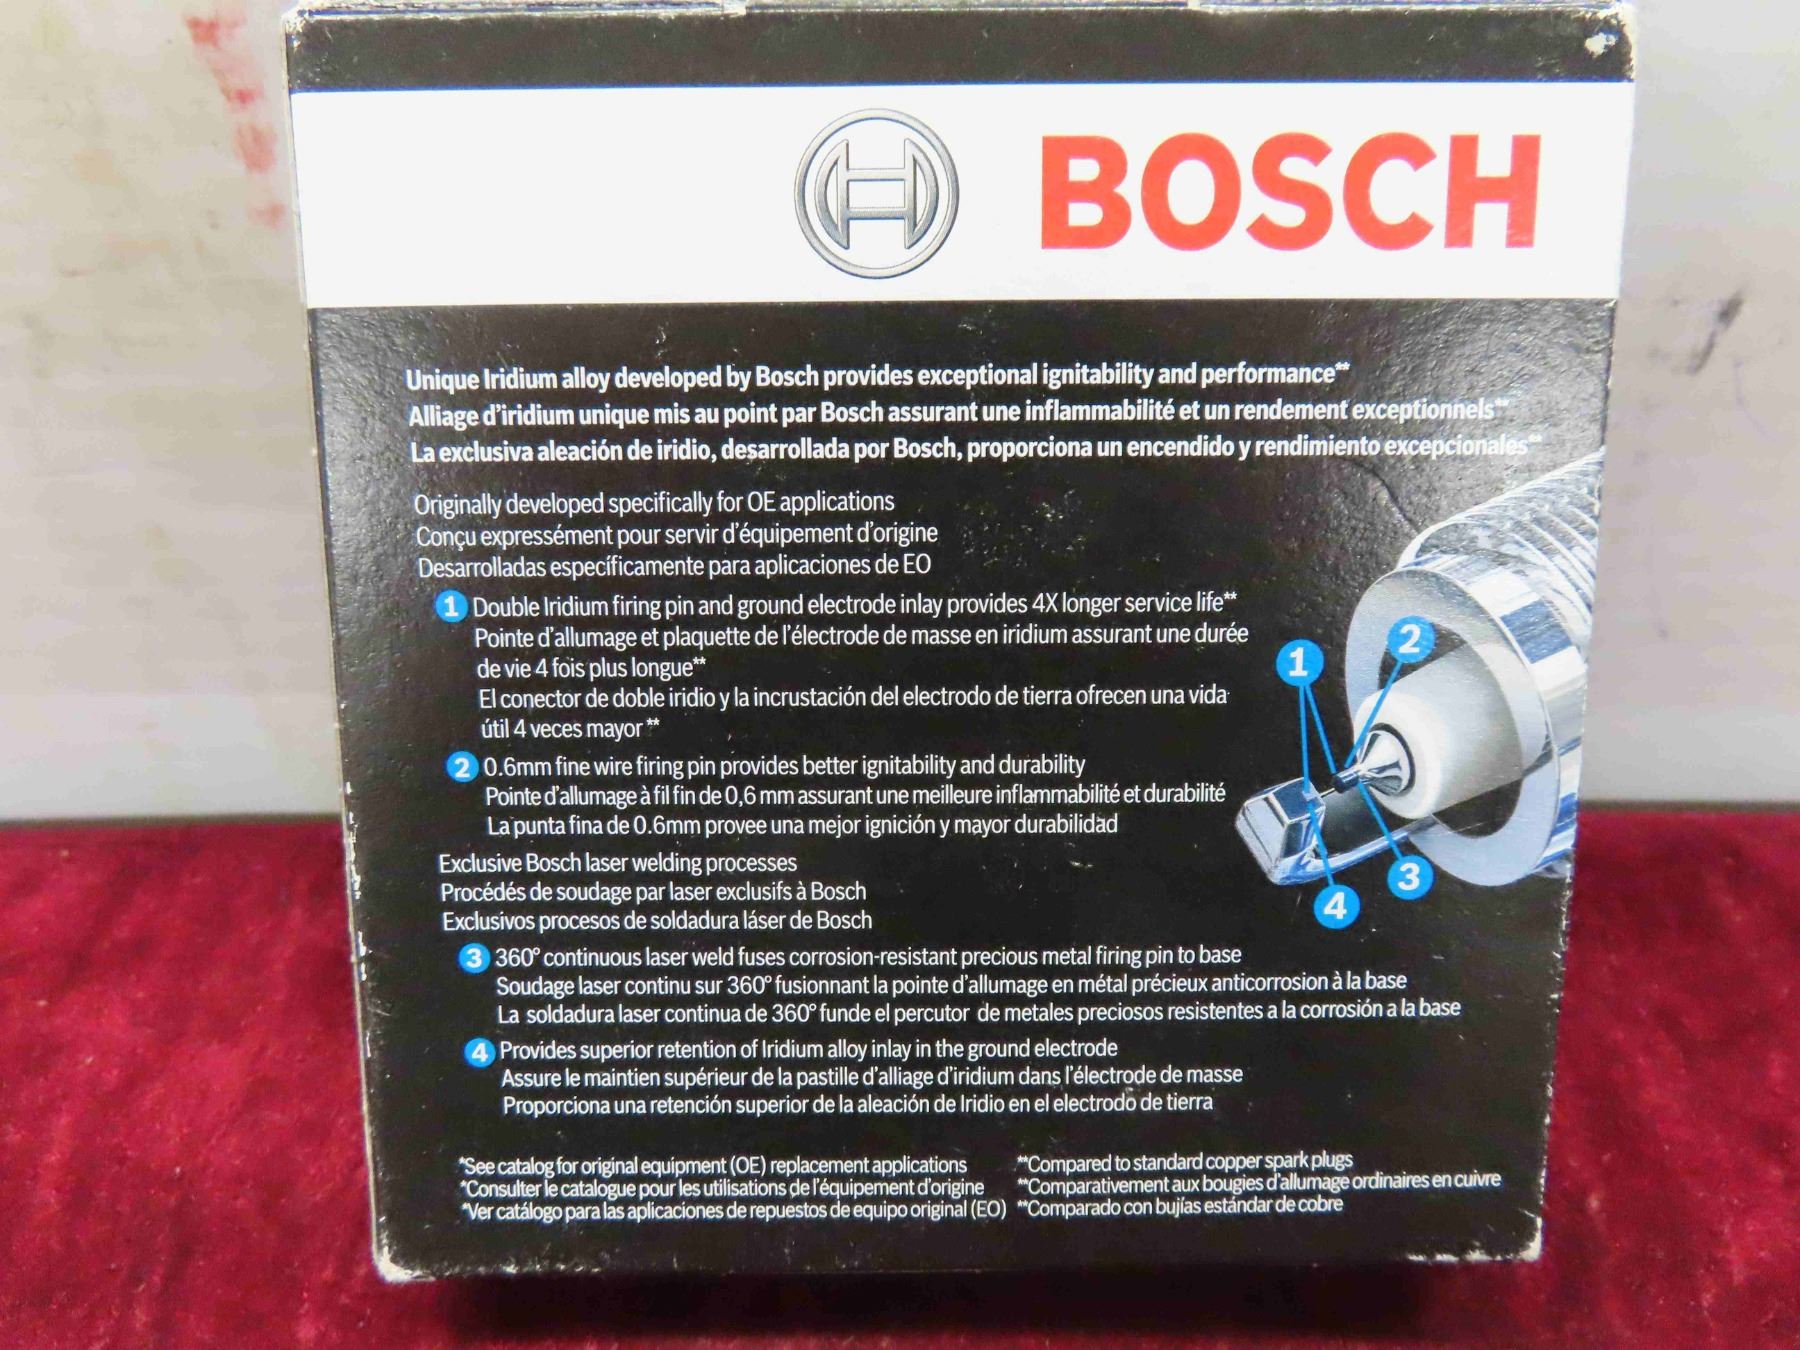 BOSCH
Unique Iridium alloy developed by Bosch provides exceptional ignitability and performance**
Alliage d'iridium unique mis au point par Bosch assurant une inflammabilité et un rendement exceptionnels**
La exclusiva aleación de iridio, desarrollada por Bosch, proporciona un encendido y rendimiento excepcionales**
Originally developed specifically for OE applications
Conçu expressément pour servir d'équipement d'origine
Desarrolladas específicamente para aplicaciones de EO
1 Double Iridium firing pin and ground electrode inlay provides 4X longer service life**
Pointe d'allumage et plaquette de l'électrode de masse en iridium assurant une durée
de vie 4 fois plus longue**
El conector de doble iridio y la incrustación del electrodo de tierra ofrecen una vida
útil 4 veces mayor**
2 0.6mm fine wire firing pin provides better ignitability and durability
Pointe d'allumage à fil fin de 0,6 mm assurant une meilleure inflammabilité et durabilité
La punta fina de 0.6mm provee una mejor ignición y mayor durabilidad
Exclusive Bosch laser welding processes
Procédés de soudage par laser exclusifs à Bosch
Exclusivos procesos de soldadura láser de Bosch
3 360° continuous laser weld fuses corrosion-resistant precious metal firing pin to base
Soudage laser continu sur 360° fusionnant la pointe d'allumage en métal précieux anticorrosion à la base
La soldadura laser continua de 360° funde el percutor de metales preciosos resistentes a la corrosión a la base
4 Provides superior retention of Iridium alloy inlay in the ground electrode
Assure le maintien supérieur de la pastille d'alliage d'iridium dans l'électrode de masse
Proporciona una retención superior de la aleación de Iridio en el electrodo de tierra
1
2
3
4
*See catalog for original equipment (OE) replacement applications
*Consulter le catalogue pour les utilisations de l'équipement d'origine
*Ver catálogo para las aplicaciones de repuestos de equipo original (EO)
**Compared to standard copper spark plugs
**Comparativement aux bougies d'allumage ordinaires en cuivre
**Comparado con bujías estándar de cobre